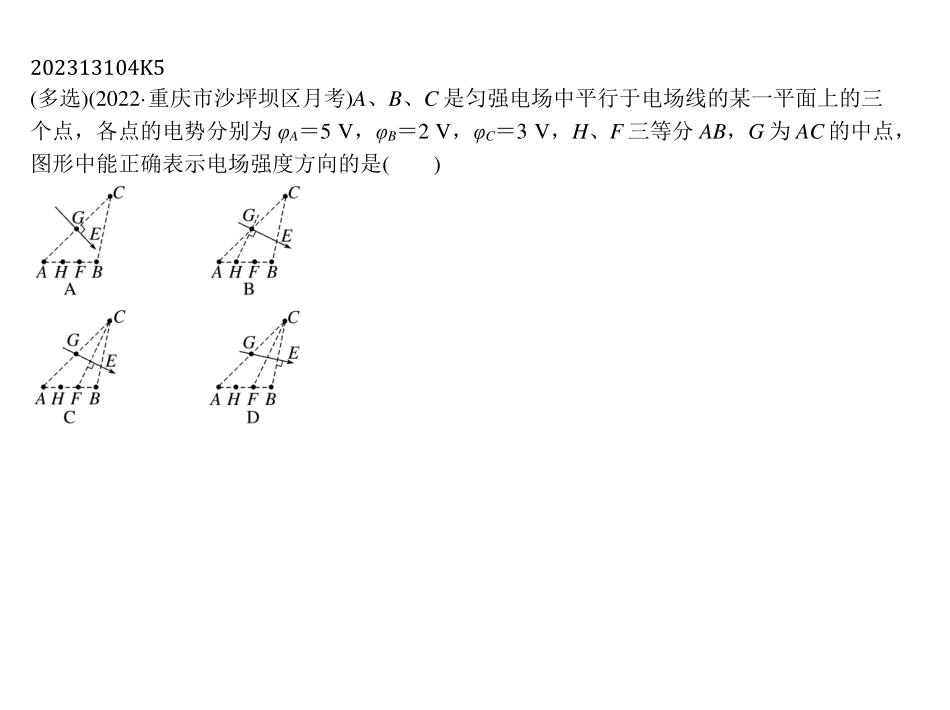 202313104K5
(多选)(2022·重庆市沙坪坝区月考)A、B、C 是匀强电场中平行于电场线的某一平面上的三
个点，各点的电势分别为 φA＝5 V，φB＝2 V，φC＝3 V，H、F 三等分 AB，G 为 AC 的中点，
图形中能正确表示电场强度方向的是(　　)
C C
G G
E E
A H F B A H F B
A B
C C
G G
E E
A H F B A H F B
C D